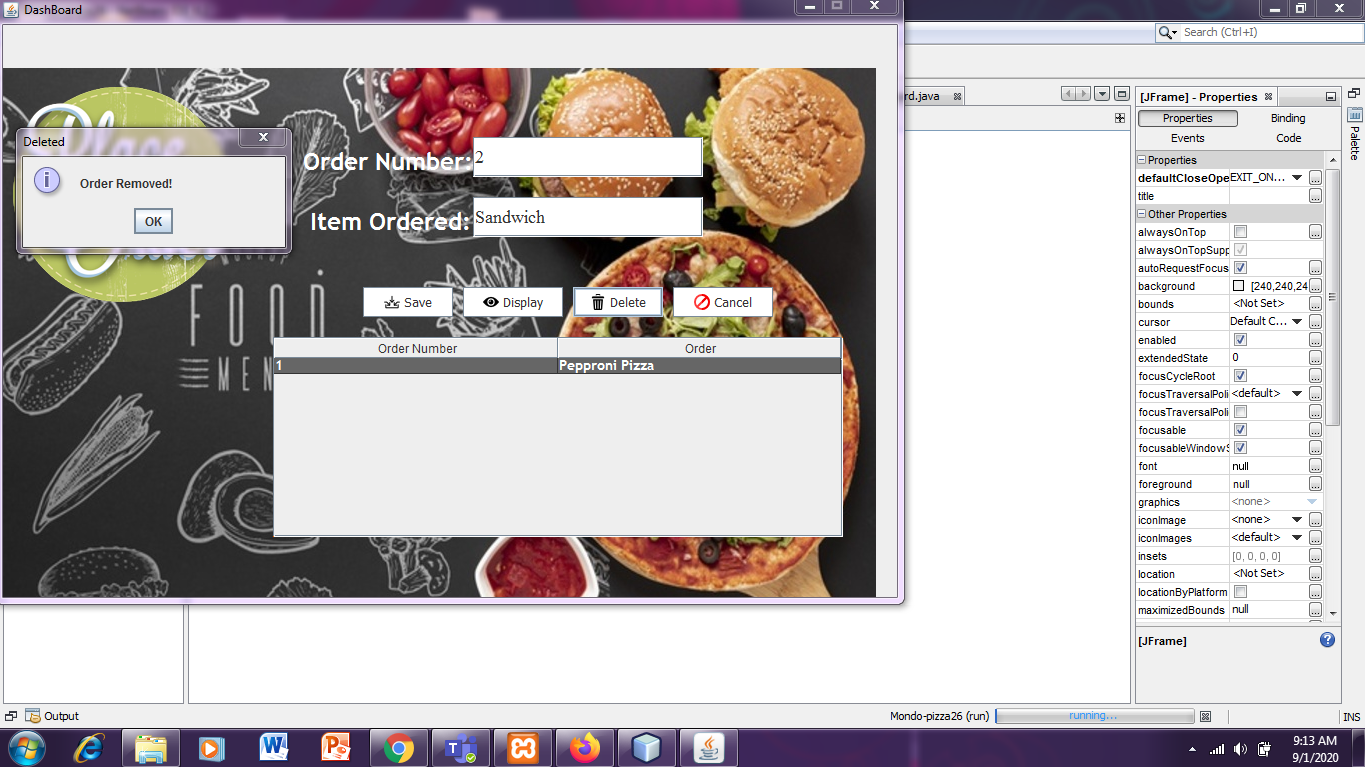 DashBoard
Search (Ctrl+I)
rd.java
[JFrame] - Properties
Properties
Binding
Events
Code
Palette
Properties
defaultCloseOpe
EXIT_ON...
title
Other Properties
alwaysOnTop
alwaysOnTopSupp
autoRequestFocus
background
[240,240,24
bounds
<Not Set>
cursor
Default C...
enabled
extendedState
0
focusCycleRoot
focusTraversalPoli
<default>
focusTraversalPoli
focusable
focusableWindowS
font
null
foreground
null
graphics
<none>
iconImage
<none>
iconImages
<default>
insets
[0, 0, 0, 0]
location
<Not Set>
locationByPlatform
maximizedBounds
null
[JFrame]
Place
Deleted
Order Removed!
OK
Order Number:
2
Item Ordered:
Sandwich
FOOD
MEN
Save
Display
Delete
Cancel
Order Number
Order
1
Pepproni Pizza
Output
Mondo-pizza26 (run)
running...
INS
9:13 AM
9/1/2020